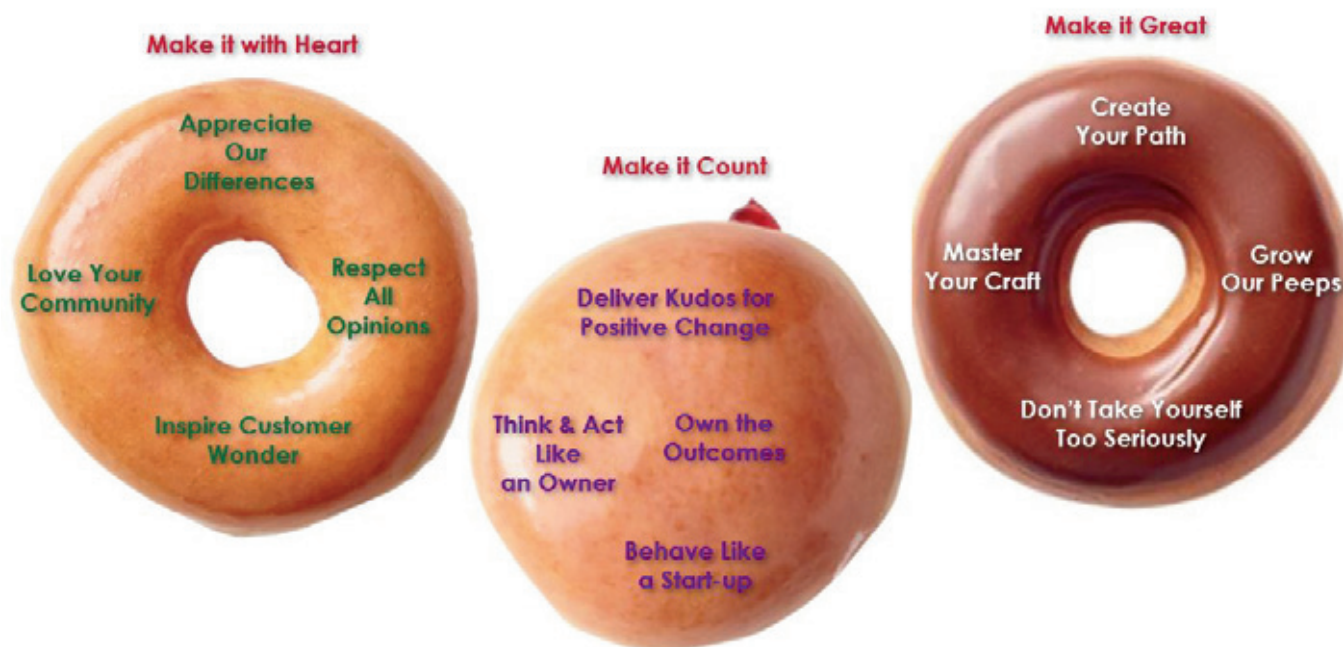 Make it with Heart
Appreciate
Our
Differences
Love Your
Community
Respect
All
Opinions
Inspire Customer
Wonder
Make it Count
Deliver Kudos for
Positive Change
Think & Act
Like
an Owner
Own the
Outcomes
Behave Like
a Start-up
Make it Great
Create
Your Path
Master
Your Craft
Grow
Our Peeps
Don't Take Yourself
Too Seriously